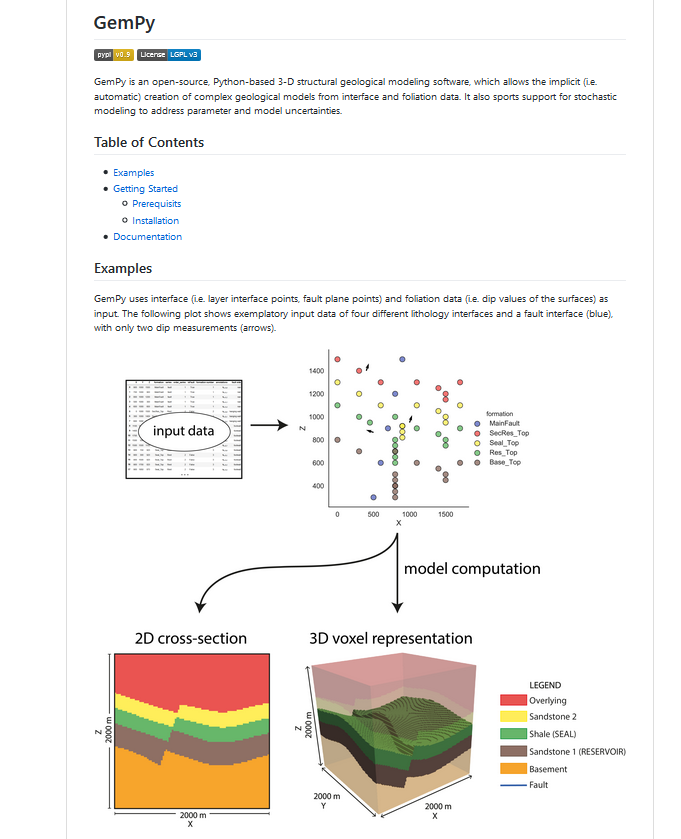 GemPy
pypi v0.9 License LGPL v3
GemPy is an open-source, Python-based 3-D structural geological modeling software, which allows the implicit (i.e.
automatic) creation of complex geological models from interface and foliation data. It also sports support for stochastic
modeling to address parameter and model uncertainties.
Table of Contents
Examples
Getting Started
Prerequisits
Installation
Documentation
Examples
GemPy uses interface (i.e. layer interface points, fault plane points) and foliation data (i.e. dip values of the surfaces) as
input. The following plot shows exemplatory input data of four different lithology interfaces and a fault interface (blue),
with only two dip measurements (arrows).
input data
1400
1200
1000
800
600
400
Z
0 500 1000 1500
X
formation
MainFault
SecRes_Top
Seal_Top
Res_Top
Base_Top
model computation
2D cross-section
3D voxel representation
Z
2000 m
2000 m
X
Z
2000 m
2000 m
Y
2000 m
X
LEGEND
Overlying
Sandstone 2
Shale (SEAL)
Sandstone 1 (RESERVOIR)
Basement
Fault